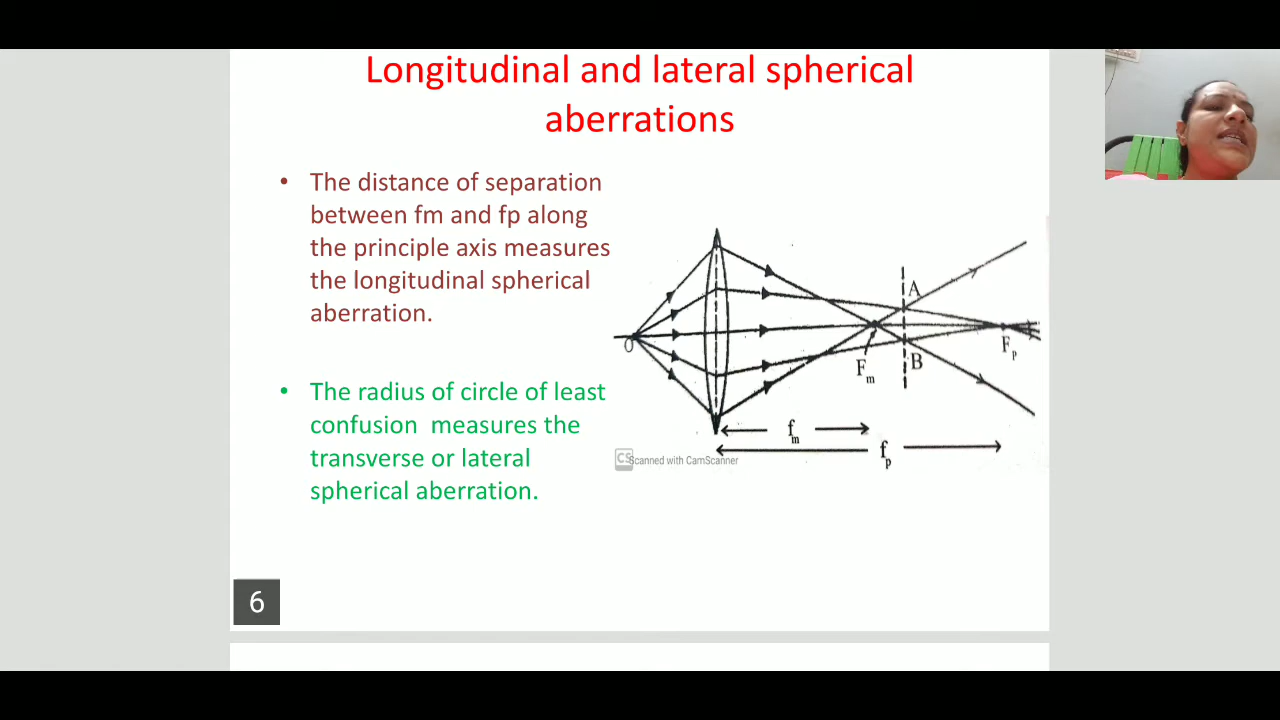 Longitudinal and lateral spherical
aberrations
• The distance of separation
between fm and fp along
the principle axis measures
the longitudinal spherical
aberration.
• The radius of circle of least
confusion measures the
transverse or lateral
spherical aberration.
O
A
B
Fm
Fp
fm
fp
CS Scanned with CamScanner
6